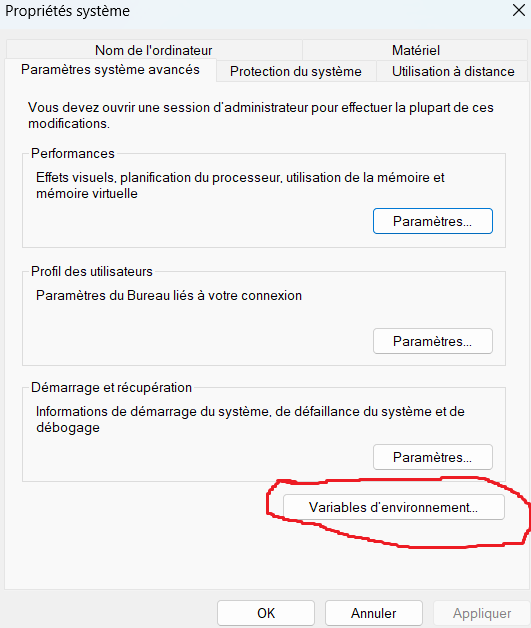 Propriétés système
Nom de l'ordinateur
Matériel
Paramètres système avancés
Protection du système
Utilisation à distance
Vous devez ouvrir une session d'administrateur pour effectuer la plupart de ces
modifications.
Performances
Effets visuels, planification du processeur, utilisation de la mémoire et
mémoire virtuelle
Paramètres...
Profil des utilisateurs
Paramètres du Bureau liés à votre connexion
Paramètres...
Démarrage et récupération
Informations de démarrage du système, de défaillance du système et de
débogage
Paramètres...
Variables d'environnement...
OK
Annuler
Appliquer